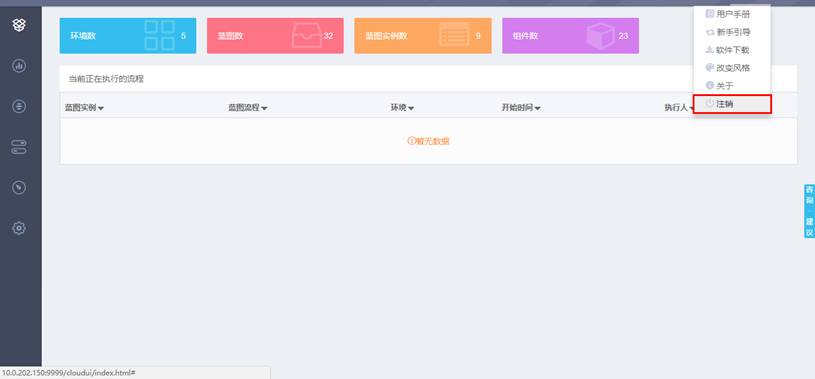 用户手册
新手引导
软件下载
改变风格
关于
注销
环境数 5
蓝图数 32
蓝图实例数 9
组件数 23
当前正在执行的流程
蓝图实例 蓝图流程 环境 开始时间 执行人
暂无数据
咨询
建议
10.0.202.150:9999/cloudui/index.html#